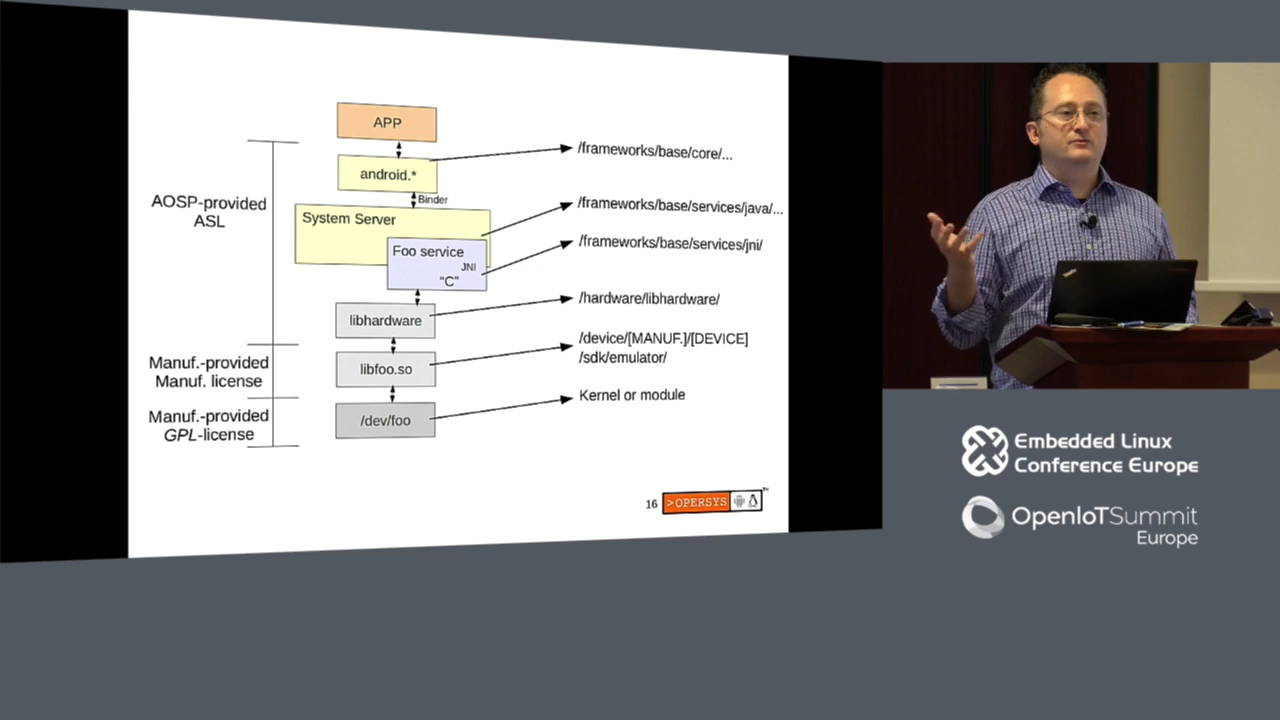 APP
android.*
Binder
System Server
Foo service
JNI
"C"
libhardware
libfoo.so
/dev/foo
AOSP-provided
ASL
Manuf.-provided
Manuf. license
Manuf.-provided
GPL-license
/frameworks/base/core/...
/frameworks/base/services/java/...
/frameworks/base/services/jni/
/hardware/libhardware/
/device/[MANUF.]/[DEVICE]
/sdk/emulator/
Kernel or module
16
>OPERSYS
TM
ThinkPad
Embedded Linux
Conference Europe
OpenIoTSummit
Europe